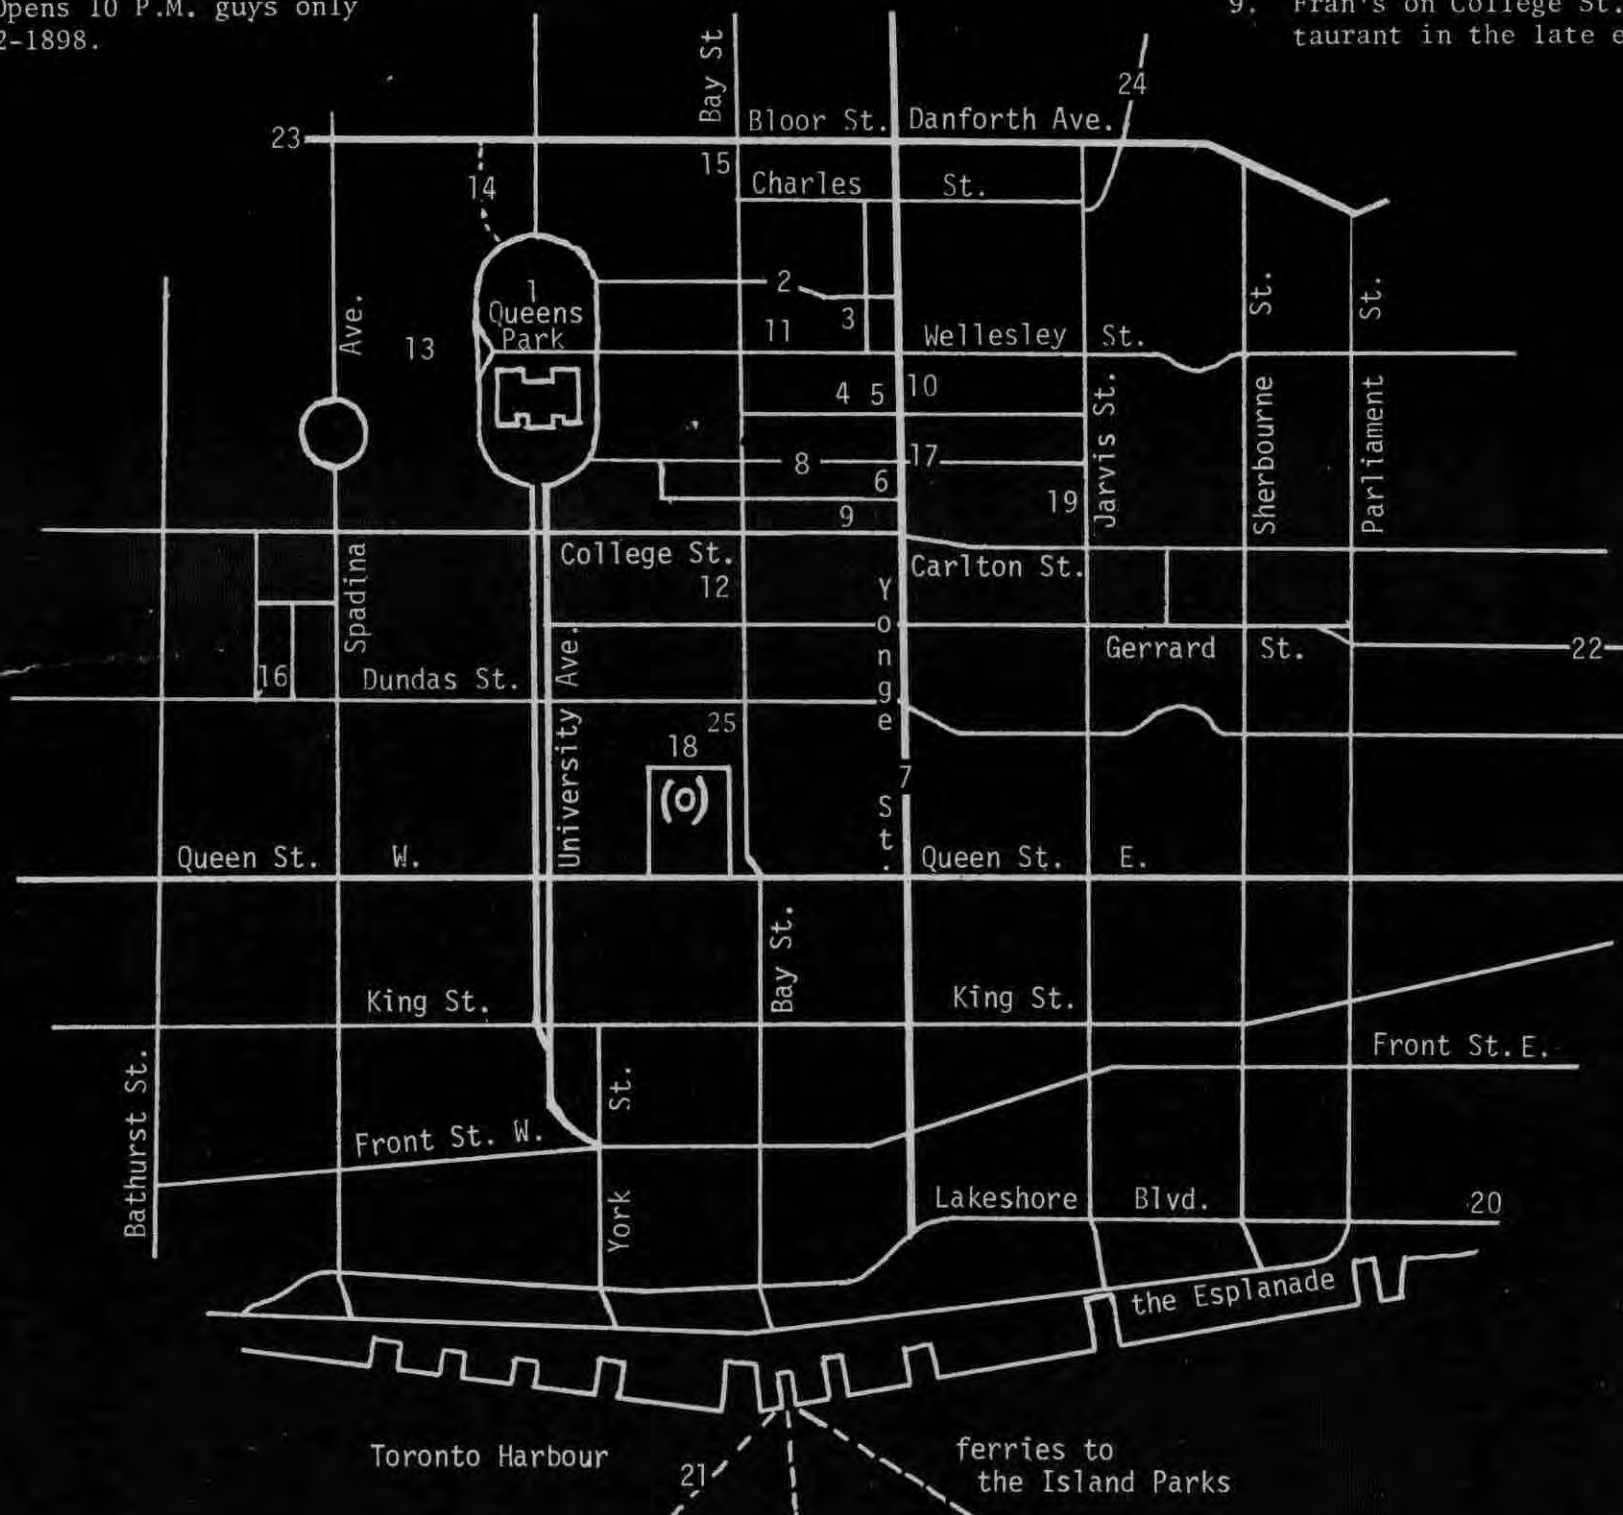 Opens 10 P.M. guys only
2-1898.
9. Fran's on College St.
taurant in the late e
Bay St
24
23
Bloor St. Danforth Ave.
15
14
Charles St.
1
Queens
Park
2
3
11
Wellesley St.
Ave.
13
St.
St.
4 5 10
Jarvis St.
Sherbourne
Parliament
8
17
6
19
9
College St.
Carlton St.
12
Spadina
Yonge St.
Gerrard St.
22
16
Dundas St.
University Ave.
25
18
(O)
7
Queen St. W.
Queen St. E.
Bay St.
King St.
King St.
Front St. E.
Bathurst St.
York St.
Front St. W.
Lakeshore Blvd.
20
the Esplanade
Toronto Harbour
21
ferries to
the Island Parks